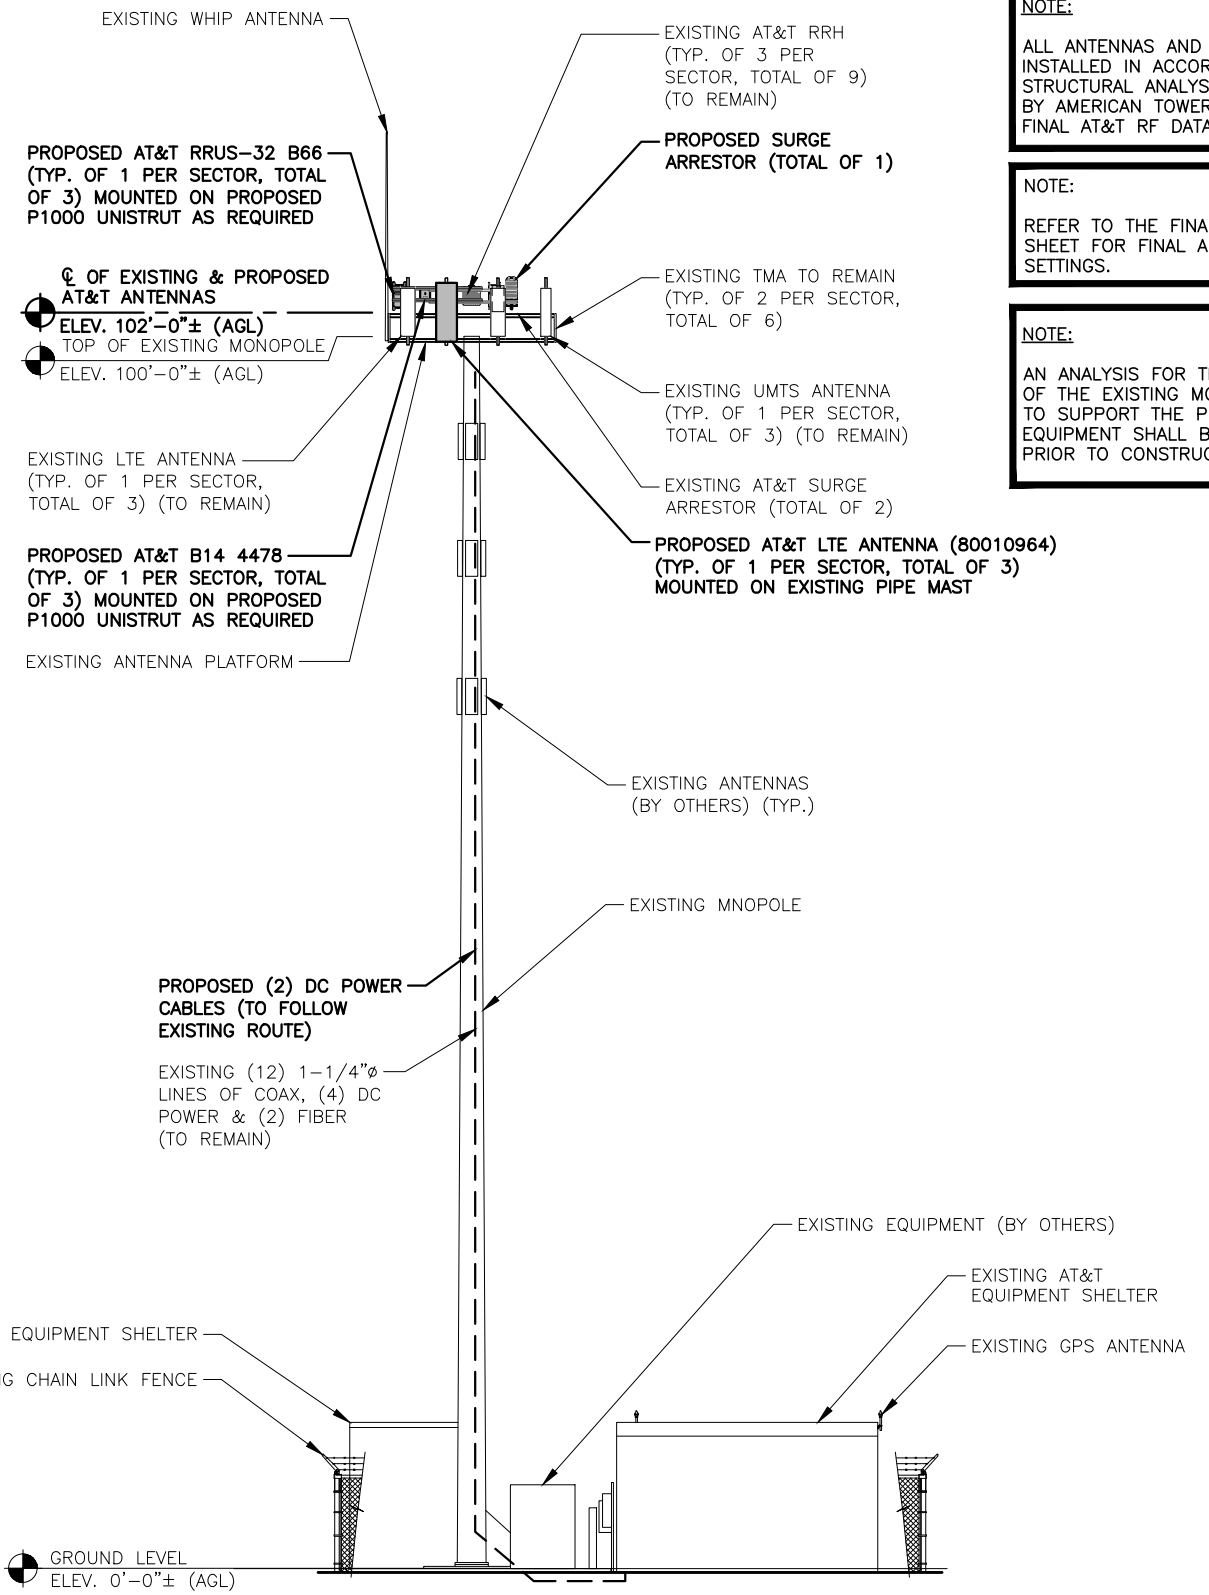 EXISTING WHIP ANTENNA
EXISTING AT&T RRH
(TYP. OF 3 PER
SECTOR, TOTAL OF 9)
(TO REMAIN)
PROPOSED SURGE
ARRESTOR (TOTAL OF 1)
PROPOSED AT&T RRUS-32 B66
(TYP. OF 1 PER SECTOR, TOTAL
OF 3) MOUNTED ON PROPOSED
P1000 UNISTRUT AS REQUIRED
℄ OF EXISTING & PROPOSED
AT&T ANTENNAS
ELEV. 102'-0"± (AGL)
TOP OF EXISTING MONOPOLE
ELEV. 100'-0"± (AGL)
EXISTING TMA TO REMAIN
(TYP. OF 2 PER SECTOR,
TOTAL OF 6)
EXISTING UMTS ANTENNA
(TYP. OF 1 PER SECTOR,
TOTAL OF 3) (TO REMAIN)
EXISTING LTE ANTENNA
(TYP. OF 1 PER SECTOR,
TOTAL OF 3) (TO REMAIN)
EXISTING AT&T SURGE
ARRESTOR (TOTAL OF 2)
PROPOSED AT&T B14 4478
(TYP. OF 1 PER SECTOR, TOTAL
OF 3) MOUNTED ON PROPOSED
P1000 UNISTRUT AS REQUIRED
PROPOSED AT&T LTE ANTENNA (80010964)
(TYP. OF 1 PER SECTOR, TOTAL OF 3)
MOUNTED ON EXISTING PIPE MAST
EXISTING ANTENNA PLATFORM
EXISTING ANTENNAS
(BY OTHERS) (TYP.)
EXISTING MNOPOLE
PROPOSED (2) DC POWER
CABLES (TO FOLLOW
EXISTING ROUTE)
EXISTING (12) 1-1/4"ø
LINES OF COAX, (4) DC
POWER & (2) FIBER
(TO REMAIN)
EXISTING EQUIPMENT (BY OTHERS)
EXISTING AT&T
EQUIPMENT SHELTER
EXISTING GPS ANTENNA
EQUIPMENT SHELTER
CHAIN LINK FENCE
GROUND LEVEL
ELEV. 0'-0"± (AGL)
NOTE:
ALL ANTENNAS AND
INSTALLED IN
STRUCTURAL
BY AMERICAN
FINAL AT&T RF
NOTE:
REFER TO THE
SHEET FOR FINAL
SETTINGS.
NOTE:
AN ANALYSIS FOR
OF THE EXISTING
TO SUPPORT THE
EQUIPMENT SHALL
PRIOR TO